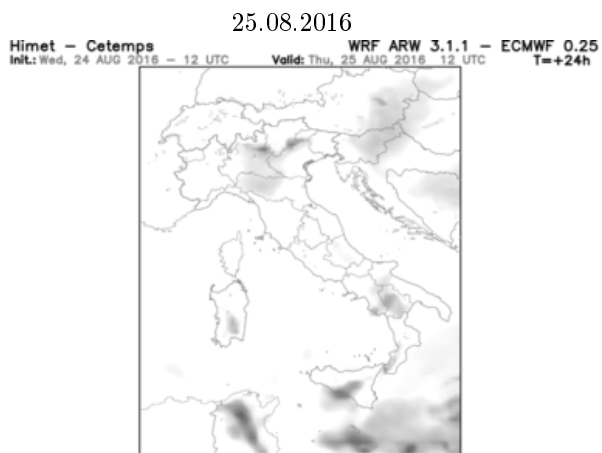 25.08.2016
Himet – Cetemps WRF ARW 3.1.1 – ECMWF 0.25
Init.: Wed, 24 AUG 2016 – 12 UTC Valid: Thu, 25 AUG 2016 12 UTC T=+24h